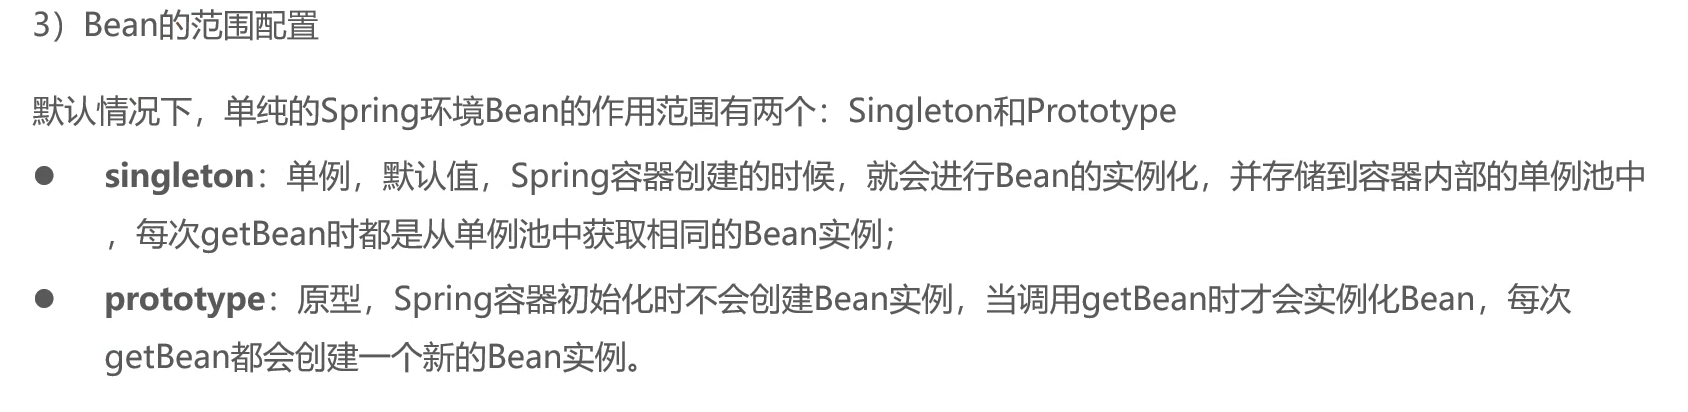 3）Bean的范围配置
默认情况下，单纯的Spring环境Bean的作用范围有两个：Singleton和Prototype
● singleton：单例，默认值，Spring容器创建的时候，就会进行Bean的实例化，并存储到容器内部的单例池中
，每次getBean时都是从单例池中获取相同的Bean实例；
● prototype：原型，Spring容器初始化时不会创建Bean实例，当调用getBean时才会实例化Bean，每次
getBean都会创建一个新的Bean实例。